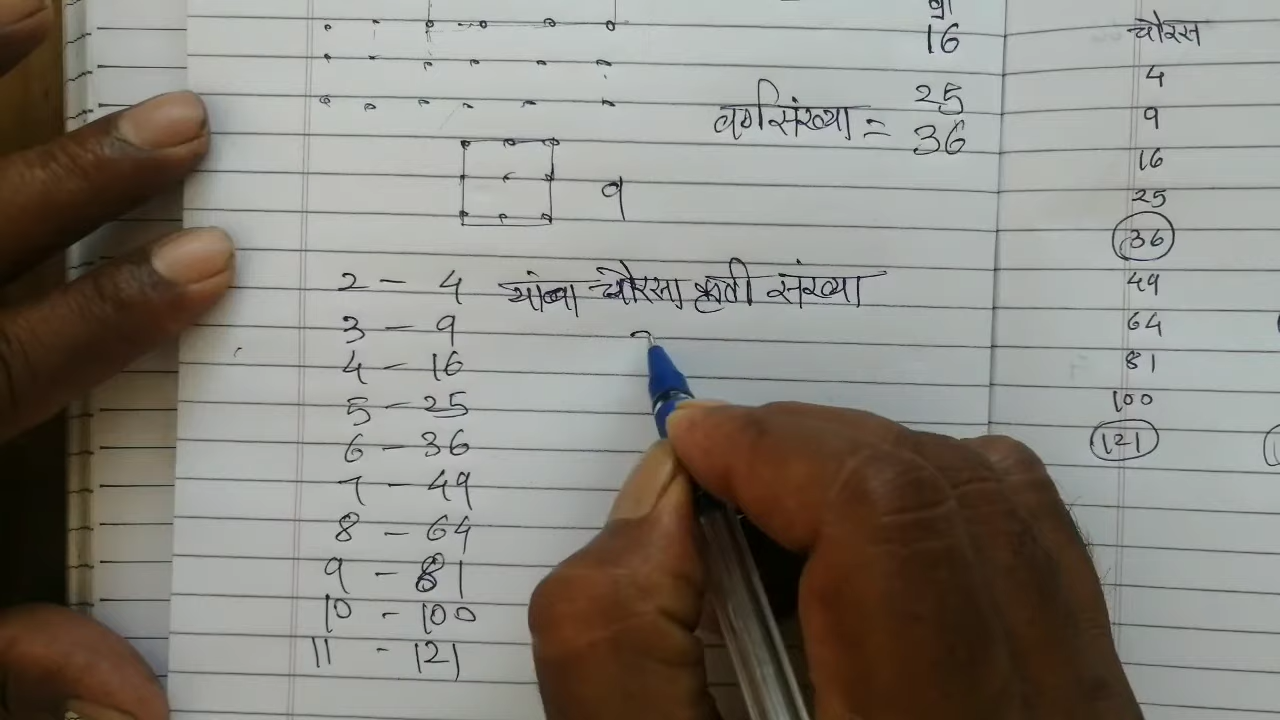 16
25
वर्गसंख्या = 36
9
2 - 4 यांना चौरसाकृती संख्या
3 - 9
4 - 16
5 - 25
6 - 36
7 - 49
8 - 64
9 - 81
10 - 100
11 - 121
चौरस
4
9
16
25
36
49
64
81
100
121